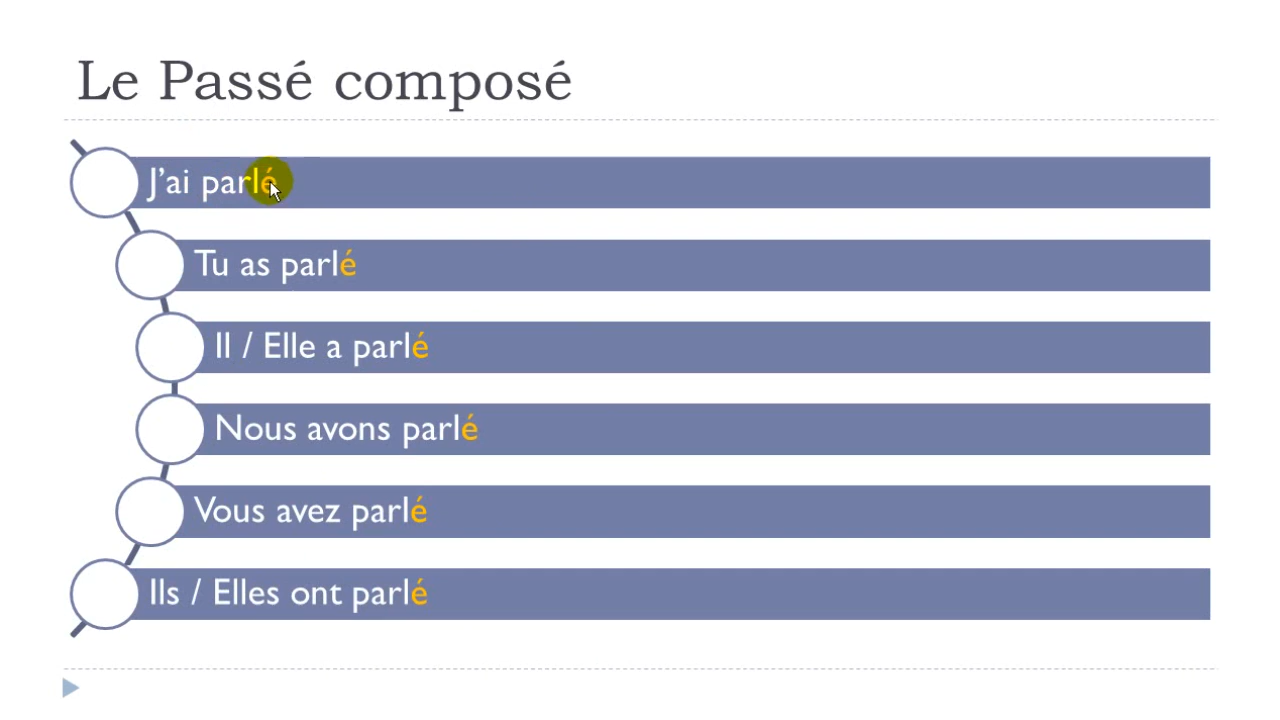 Le Passé composé
J’ai parlé
Tu as parlé
Il / Elle a parlé
Nous avons parlé
Vous avez parlé
Ils / Elles ont parlé